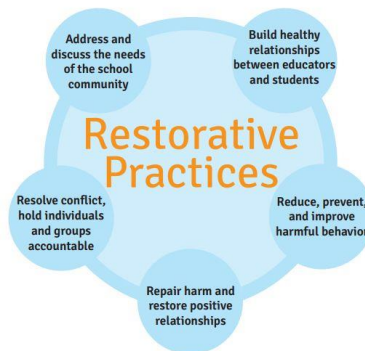 Address and
discuss the needs
of the school
community
Build healthy
relationships
between educators
and students
Restorative
Practices
Resolve conflict,
hold individuals
and groups
accountable
Reduce, prevent,
and improve
harmful behavior
Repair harm and
restore positive
relationships